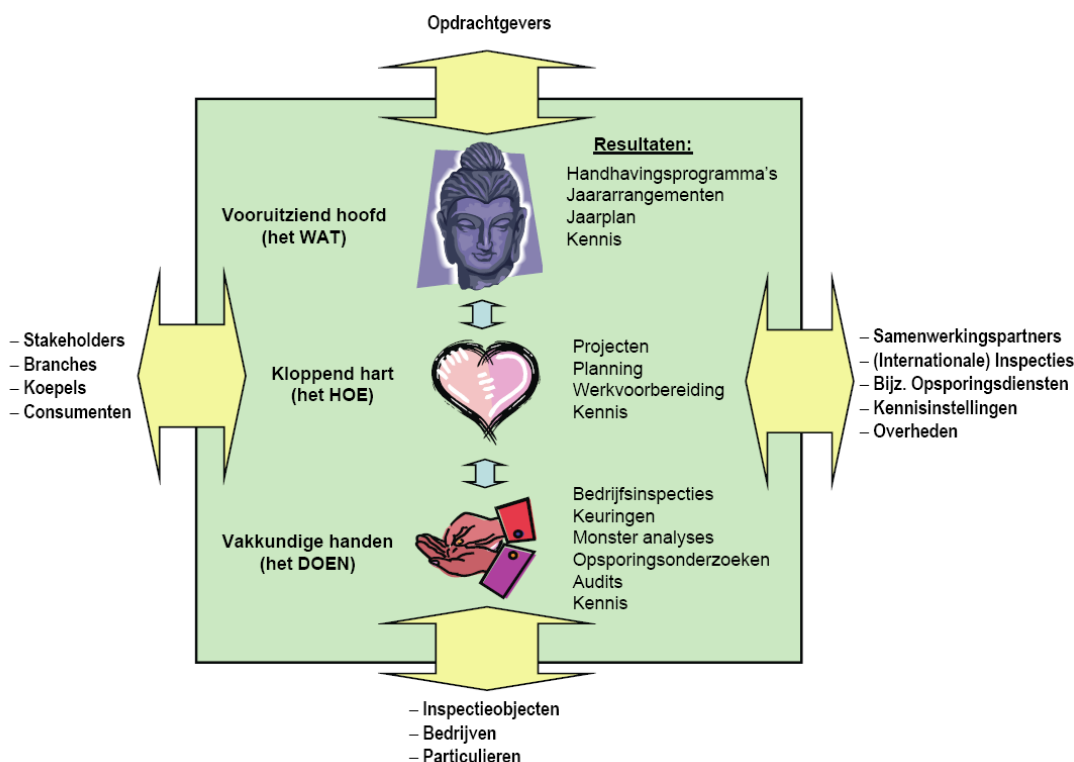 Opdrachtgevers
Resultaten:
Handhavingsprogramma's
Jaararrangementen
Jaarplan
Kennis
Vooruitziend hoofd
(het WAT)
– Stakeholders
– Branches
– Koepels
– Consumenten
Kloppend hart
(het HOE)
Projecten
Planning
Werkvoorbereiding
Kennis
– Samenwerkingspartners
– (Internationale) Inspecties
– Bijz. Opsporingsdiensten
– Kennisinstellingen
– Overheden
Vakkundige handen
(het DOEN)
Bedrijfsinspecties
Keuringen
Monster analyses
Opsporingsonderzoeken
Audits
Kennis
– Inspectieobjecten
– Bedrijven
– Particulieren